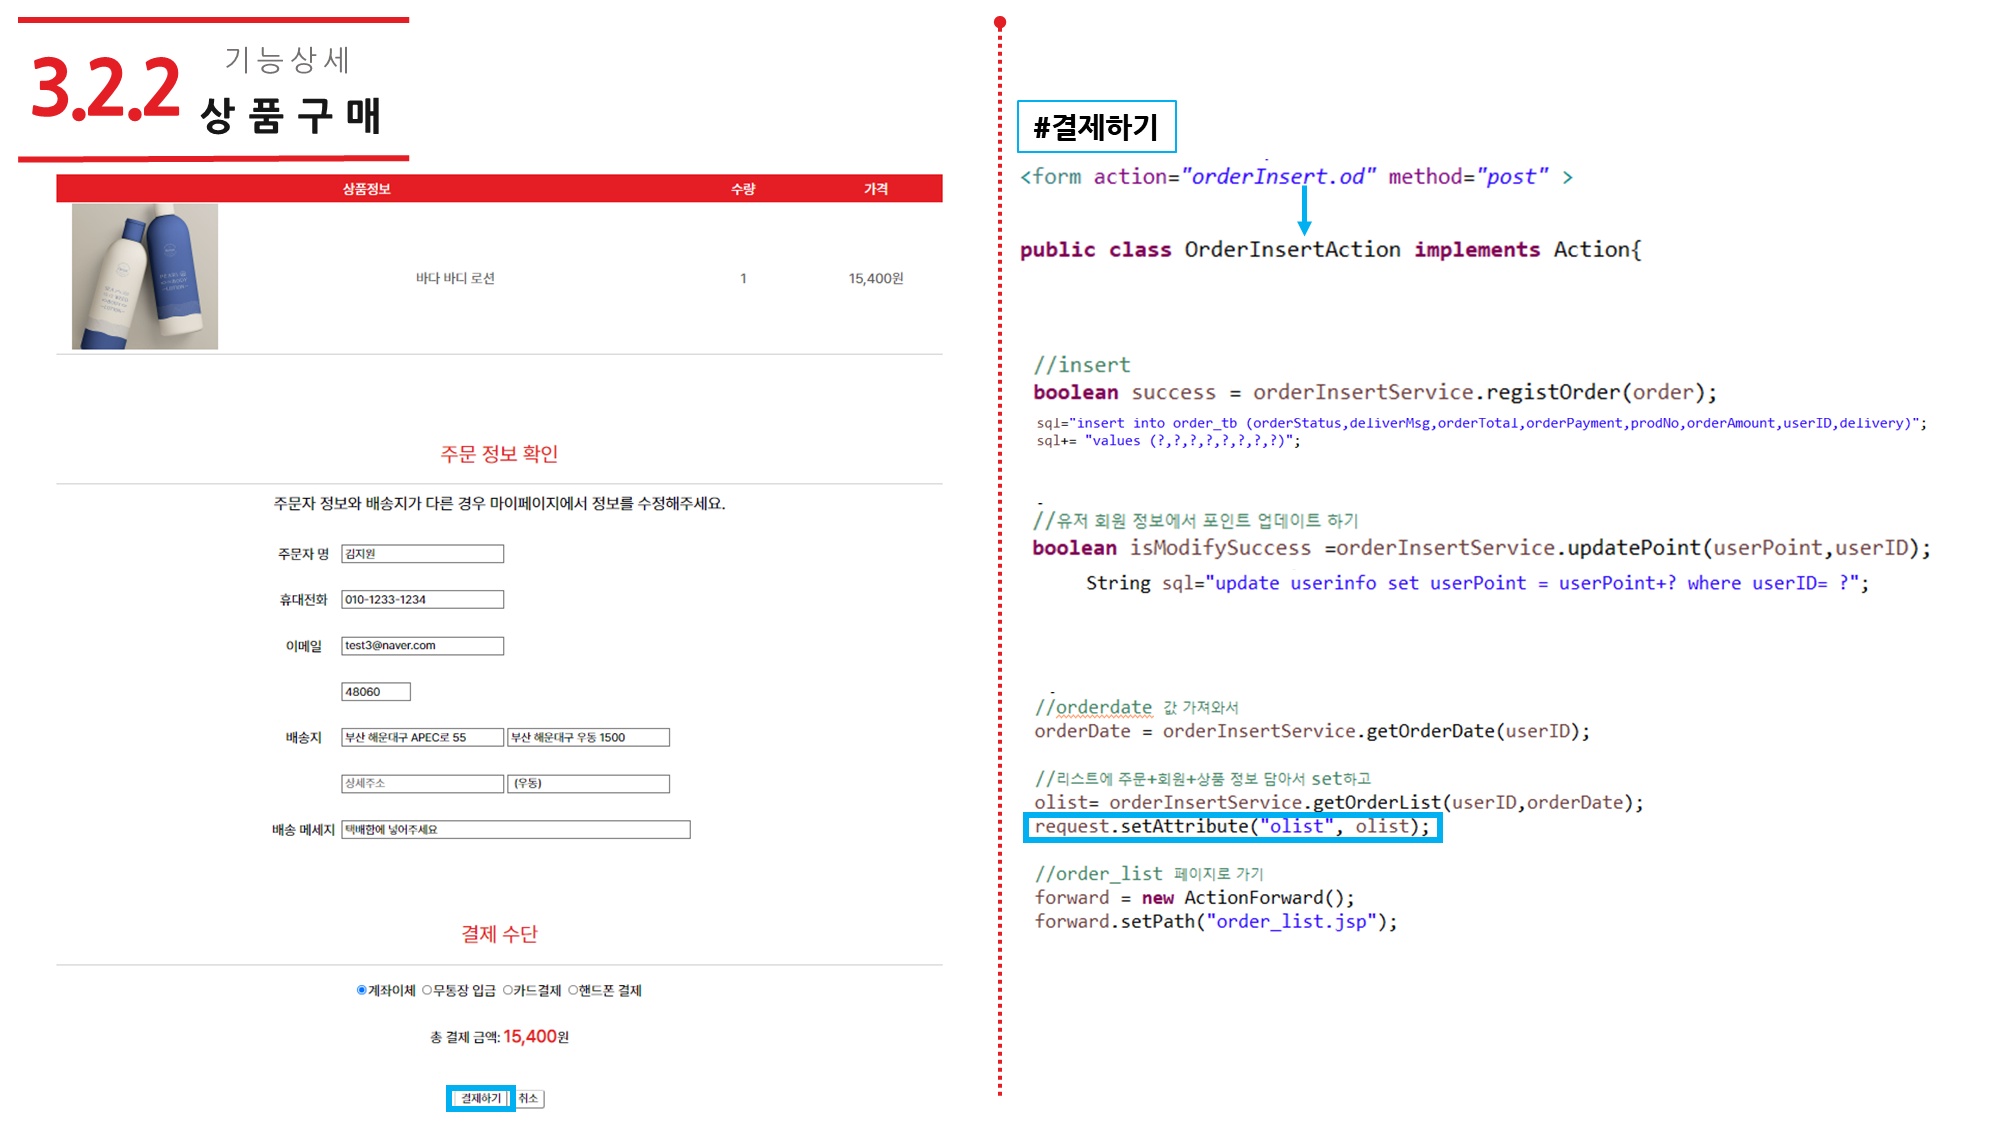 3.2.2
기능상세
상품구매
상품정보 수량 가격
바다 바디 로션 1 15,400원
주문 정보 확인
주문자 정보와 배송지가 다른 경우 마이페이지에서 정보를 수정해주세요.
주문자 명 김지원
휴대전화 010-1233-1234
이메일 test3@naver.com
48060
배송지 부산 해운대구 APEC로 55 부산 해운대구 우동 1500
상세주소 (우동)
배송 메세지 택배함에 넣어주세요
결제 수단
계좌이체 무통장 입금 카드결제 핸드폰 결제
총 결제 금액: 15,400원
결제하기 취소
#결제하기
<form action="orderInsert.od" method="post" >
public class OrderInsertAction implements Action{
//insert
boolean success = orderInsertService.registOrder(order);
sql="insert into order_tb (orderStatus,deliverMsg,orderTotal,orderPayment,prodNo,orderAmount,userID,delivery)";
sql+= "values (?,?,?,?,?,?,?,?)";
//유저 회원 정보에서 포인트 업데이트 하기
boolean isModifySuccess =orderInsertService.updatePoint(userPoint,userID);
String sql="update userinfo set userPoint = userPoint+? where userID= ?";
//orderdate 값 가져와서
orderDate = orderInsertService.getOrderDate(userID);
//리스트에 주문+회원+상품 정보 담아서 set하고
olist= orderInsertService.getOrderList(userID,orderDate);
request.setAttribute("olist", olist);
//order_list 페이지로 가기
forward = new ActionForward();
forward.setPath("order_list.jsp");